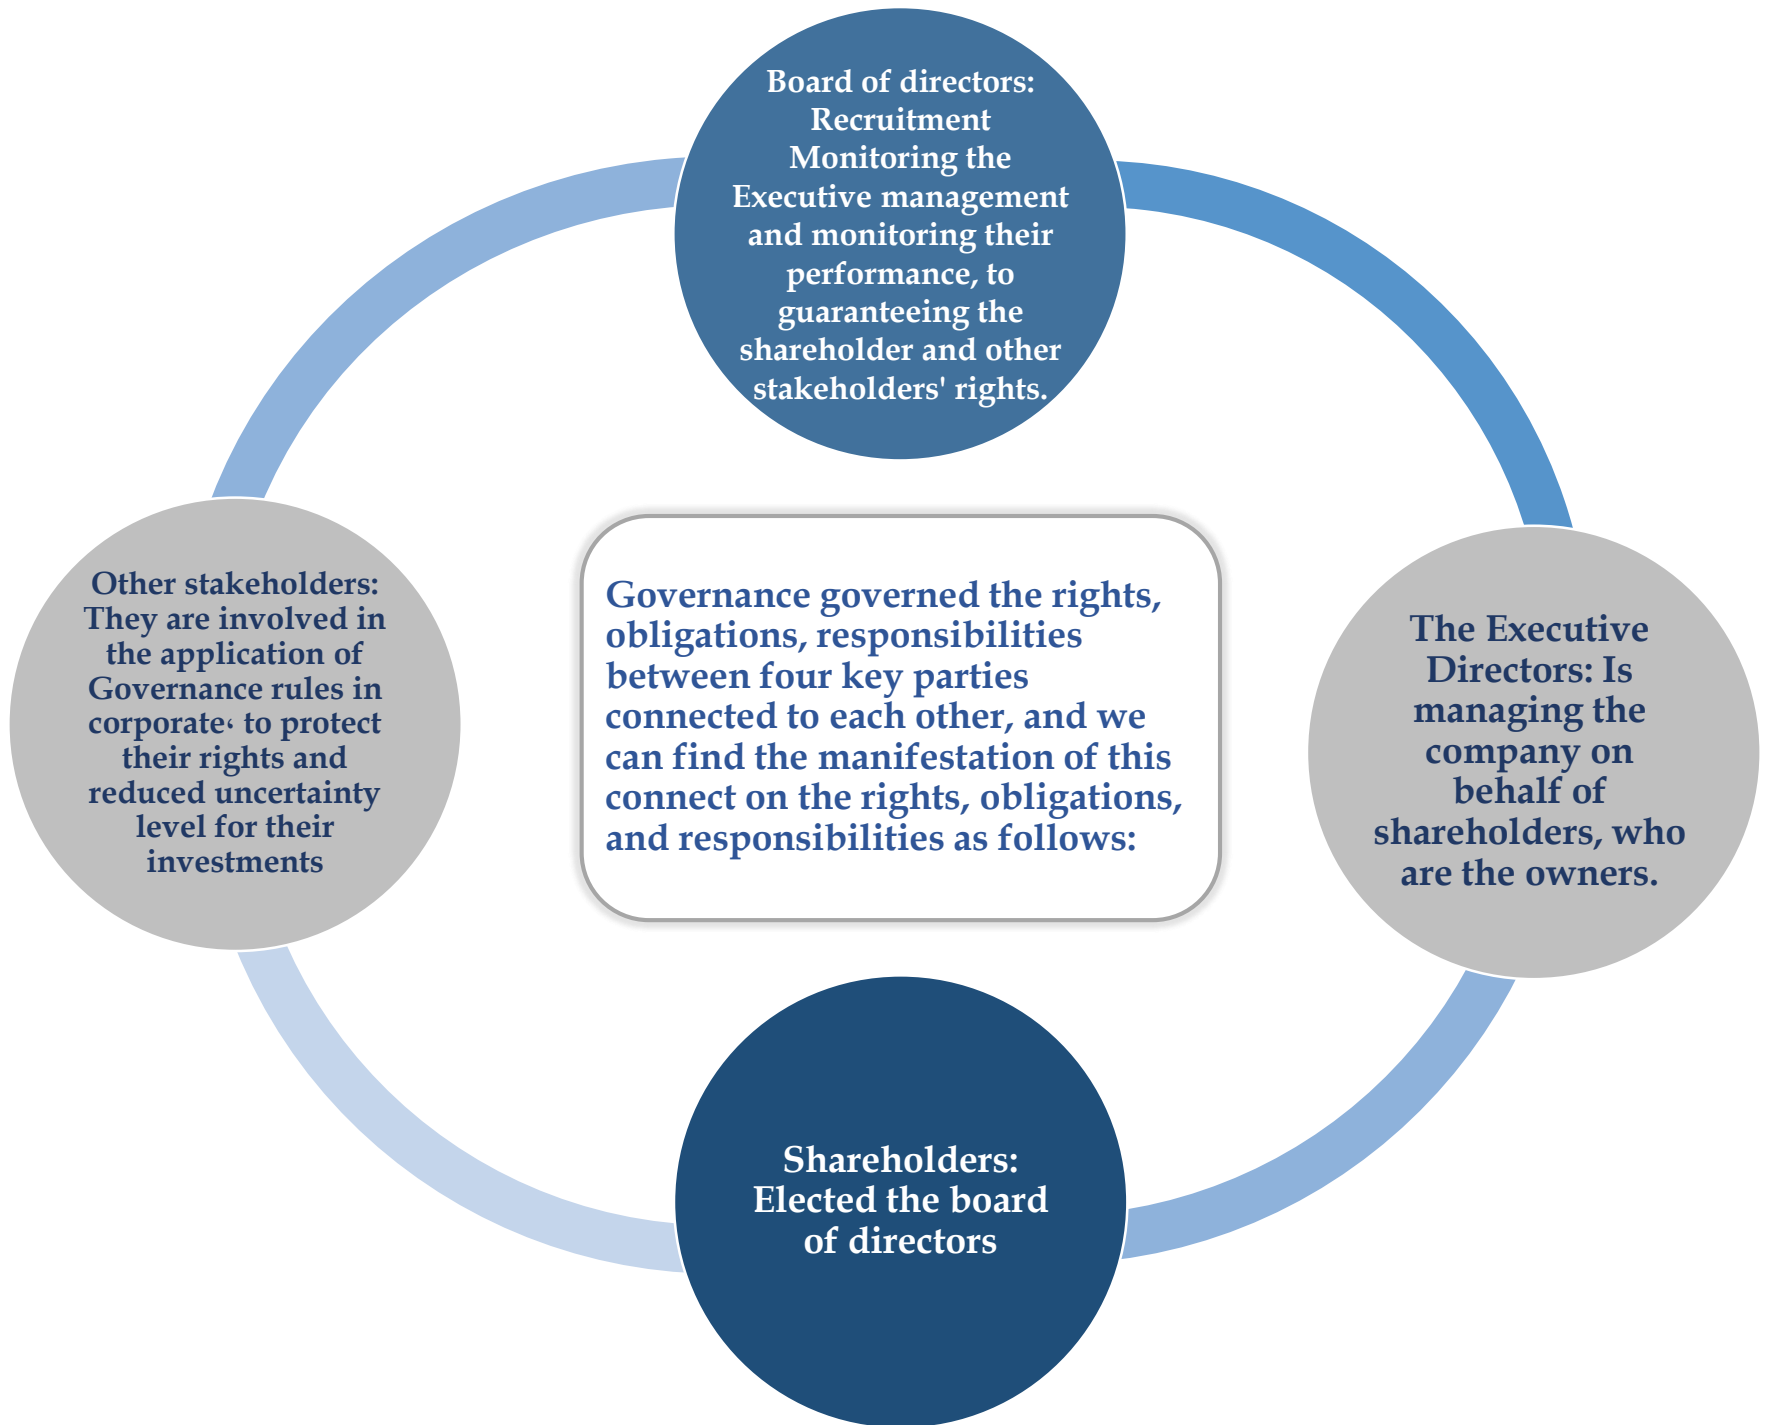 Board of directors:
Recruitment
Monitoring the
Executive management
and monitoring their
performance, to
guaranteeing the
shareholder and other
stakeholders' rights.
Other stakeholders:
They are involved in
the application of
Governance rules in
corporate، to protect
their rights and
reduced uncertainty
level for their
investments
Governance governed the rights,
obligations, responsibilities
between four key parties
connected to each other, and we
can find the manifestation of this
connect on the rights, obligations,
and responsibilities as follows:
The Executive
Directors: Is
managing the
company on
behalf of
shareholders, who
are the owners.
Shareholders:
Elected the board
of directors